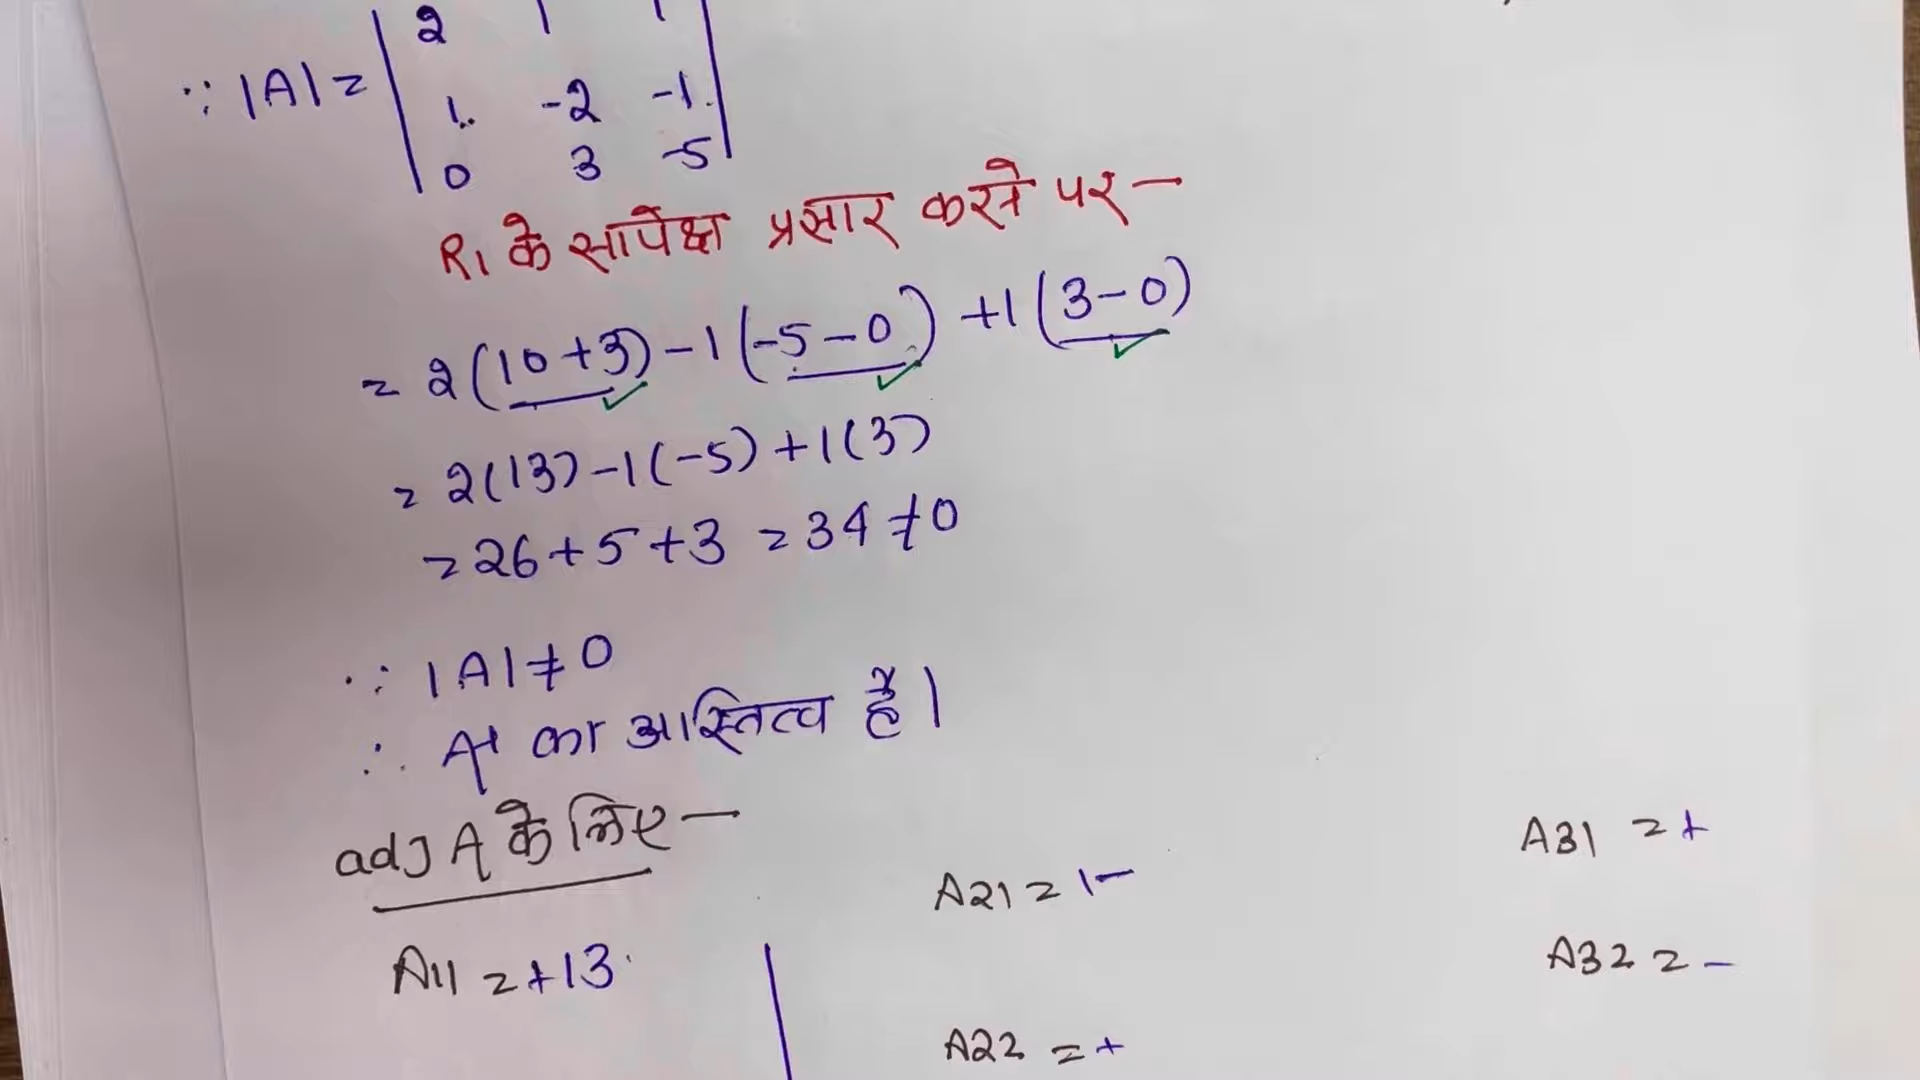 2 1 1
∵ |A| =
1 -2 -1
0 3 -5
R1 के सापेक्ष प्रसार करने पर –
= 2(10+3) -1(-5-0) +1(3-0)
= 2(13) -1(-5) +1(3)
= 26+5+3 = 34 ≠ 0
∵ |A| ≠ 0
∴ A⁻¹ का अस्तित्व है।
adj A के लिए –
A31 = +
A21 = -
A11 = +13
A32 = -
A22 = +